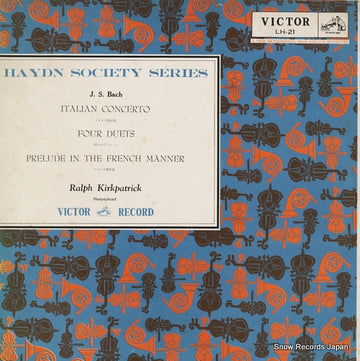 VICTOR
LH-21
HAYDN SOCIETY SERIES
J. S. Bach
ITALIAN CONCERTO
FOUR DUETS
PRELUDE IN THE FRENCH MANNER
Ralph Kirkpatrick
Harpsichord
VICTOR RECORD
Snow Records Japan